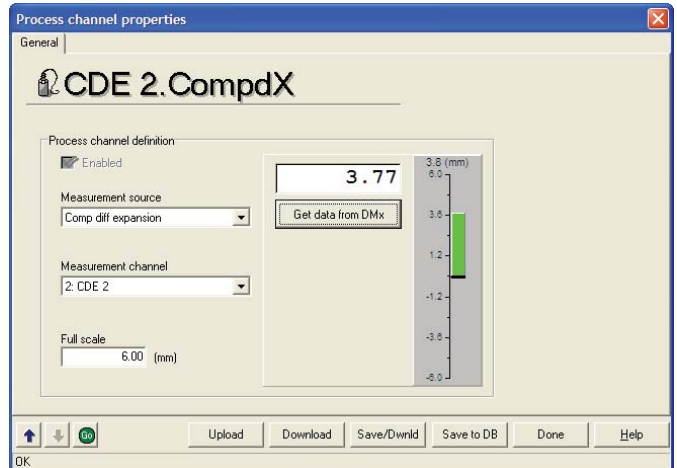 Process channel properties
General
CDE 2.CompdX
Process channel definition
Enabled
Measurement source
Comp diff expansion
Measurement channel
2: CDE 2
Full scale
6.00 (mm)
3.77
Get data from DMx
3.8 (mm)
6.0
3.6
1.2
-1.2
-3.6
-6.0
Go
Upload
Download
Save/Dwnld
Save to DB
Done
Help
OK